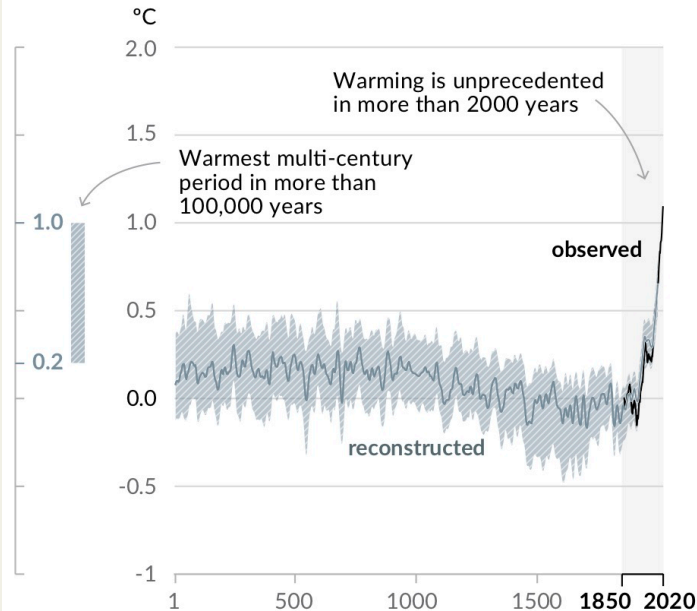 °C
2.0
Warming is unprecedented
in more than 2000 years
1.5
Warmest multi-century
period in more than
100,000 years
1.0
1.0
observed
0.5
0.2
0.0
reconstructed
-0.5
-1
1 500 1000 1500 1850 2020